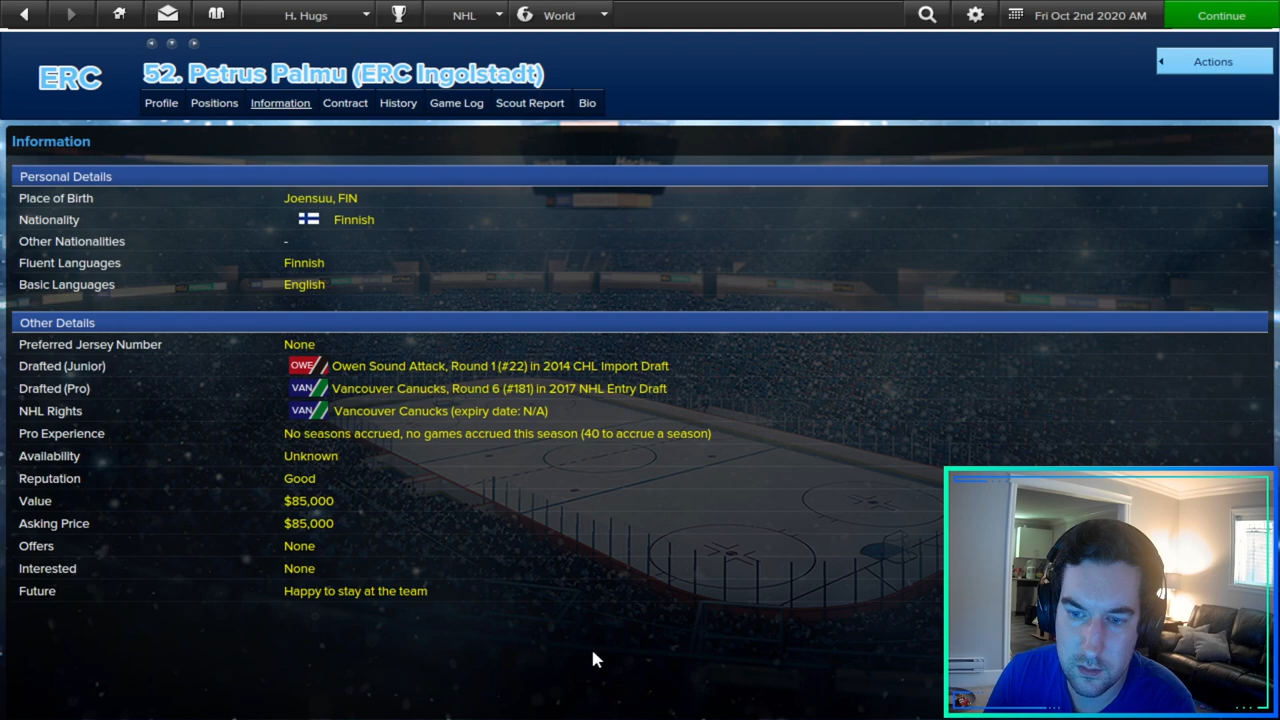 H. Hugs
NHL
World
Fri Oct 2nd 2020 AM
Continue
ERC
52. Petrus Palmu (ERC Ingolstadt)
Actions
Profile Positions Information Contract History Game Log Scout Report Bio
Information
Personal Details
Place of Birth Joensuu, FIN
Nationality Finnish
Other Nationalities -
Fluent Languages Finnish
Basic Languages English
Other Details
Preferred Jersey Number None
Drafted (Junior) OWE Owen Sound Attack, Round 1 (#22) in 2014 CHL Import Draft
Drafted (Pro) VAN Vancouver Canucks, Round 6 (#181) in 2017 NHL Entry Draft
NHL Rights VAN Vancouver Canucks (expiry date: N/A)
Pro Experience No seasons accrued, no games accrued this season (40 to accrue a season)
Availability Unknown
Reputation Good
Value $85,000
Asking Price $85,000
Offers None
Interested None
Future Happy to stay at the team